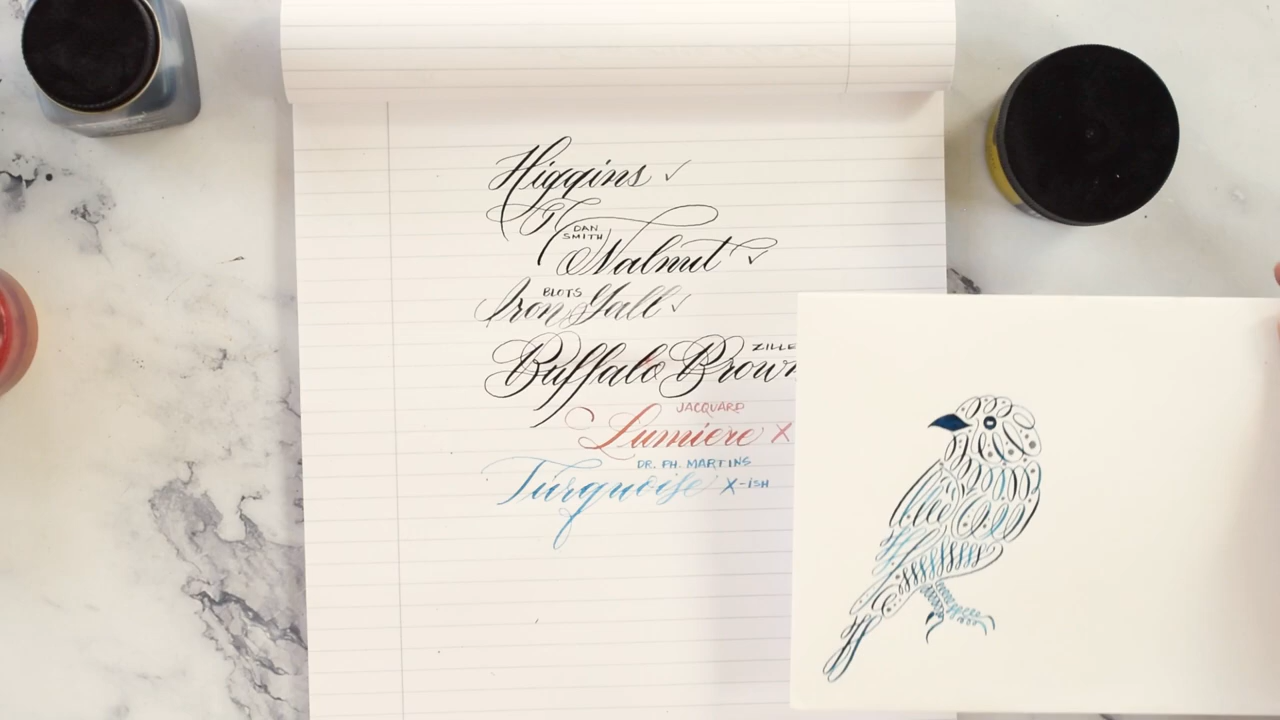 Higgins ✓
DAN
SMITH
Walnut ✓
BLOTS
Iron Gall ✓
ZILLE
Buffalo Brown
JACQUARD
Lumiere X
DR. PH. MARTINS
Turquoise X-ISH